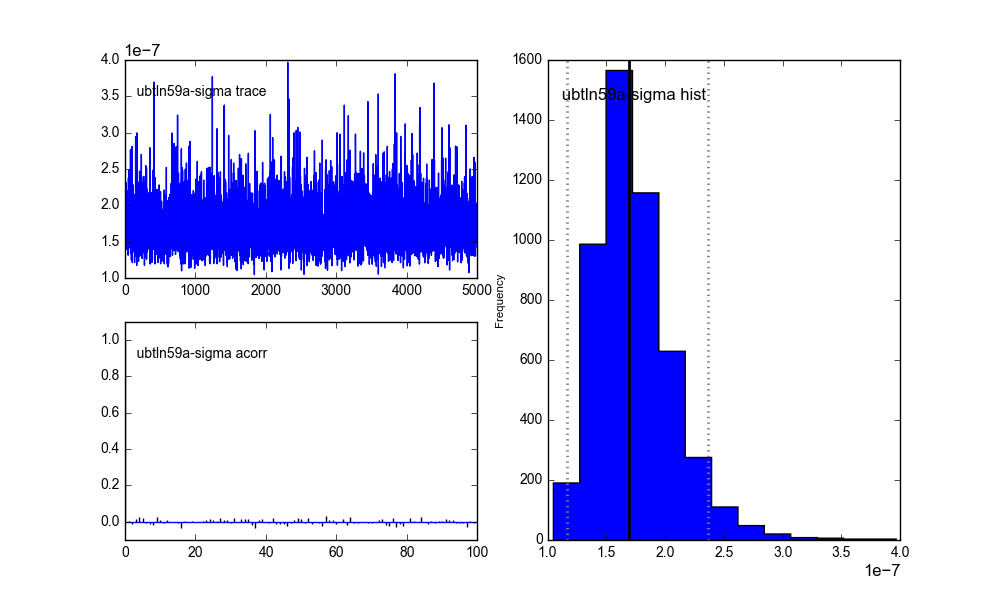 1e−7
4.0
3.5
3.0
2.5
2.0
1.5
1.0
ubtln59a-sigma trace
0 1000 2000 3000 4000 5000
1.0
0.8
0.6
0.4
0.2
0.0
ubtln59a-sigma acorr
0 20 40 60 80 100
Frequency
1600
1400
1200
1000
800
600
400
200
0
ubtln59a-sigma hist
1.0 1.5 2.0 2.5 3.0 3.5 4.0
1e−7